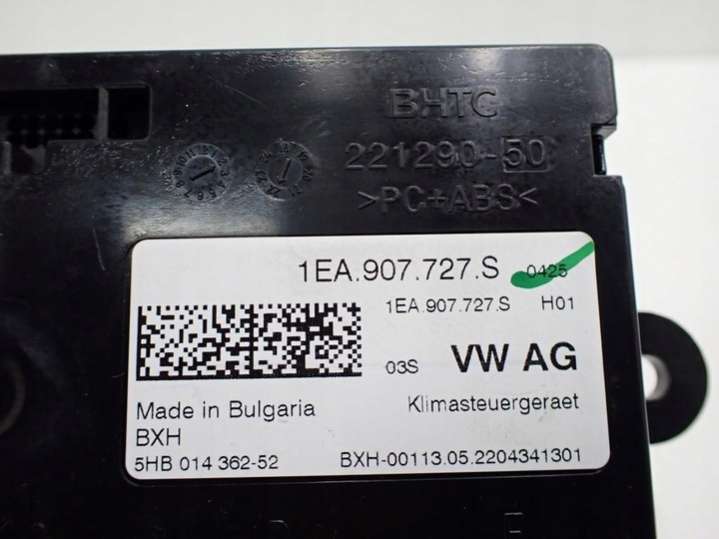 BHTC
221290-50
>PC+ABS<
1EA.907.727.S 0425
1EA.907.727.S H01
03S VW AG
Made in Bulgaria Klimasteuergeraet
BXH
5HB 014 362-52 BXH-00113.05.2204341301